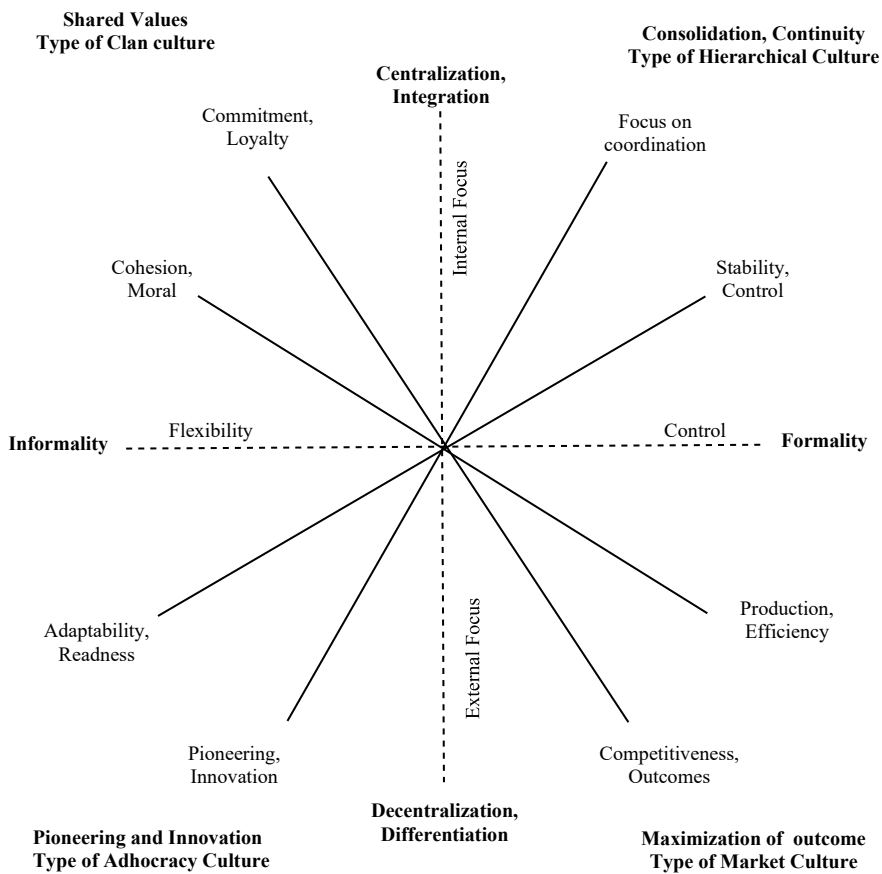 Shared Values
Type of Clan culture
Consolidation, Continuity
Type of Hierarchical Culture
Centralization,
Integration
Commitment,
Loyalty
Focus on
coordination
Internal Focus
Cohesion,
Moral
Stability,
Control
Informality
Flexibility
Control
Formality
Adaptability,
Readness
External Focus
Production,
Efficiency
Pioneering,
Innovation
Competitiveness,
Outcomes
Decentralization,
Differentiation
Pioneering and Innovation
Type of Adhocracy Culture
Maximization of outcome
Type of Market Culture